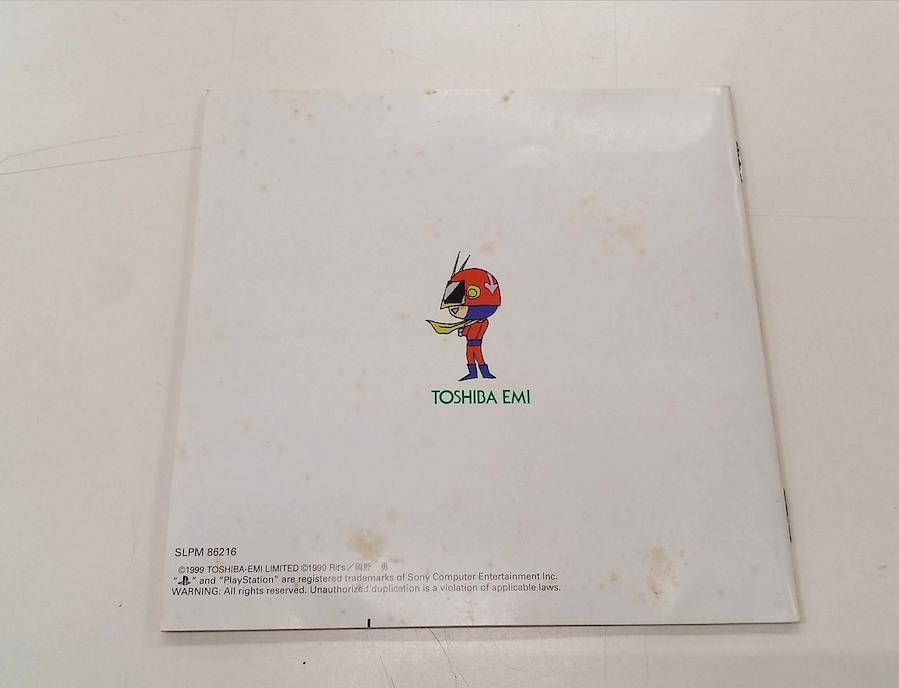 TOSHIBA EMI
SLPM 86216
©1999 TOSHIBA-EMI LIMITED ©1999 Rit's／岡野 勇
" " and "PlayStation" are registered trademarks of Sony Computer Entertainment Inc.
WARNING: All rights reserved. Unauthorized duplication is a violation of applicable laws.